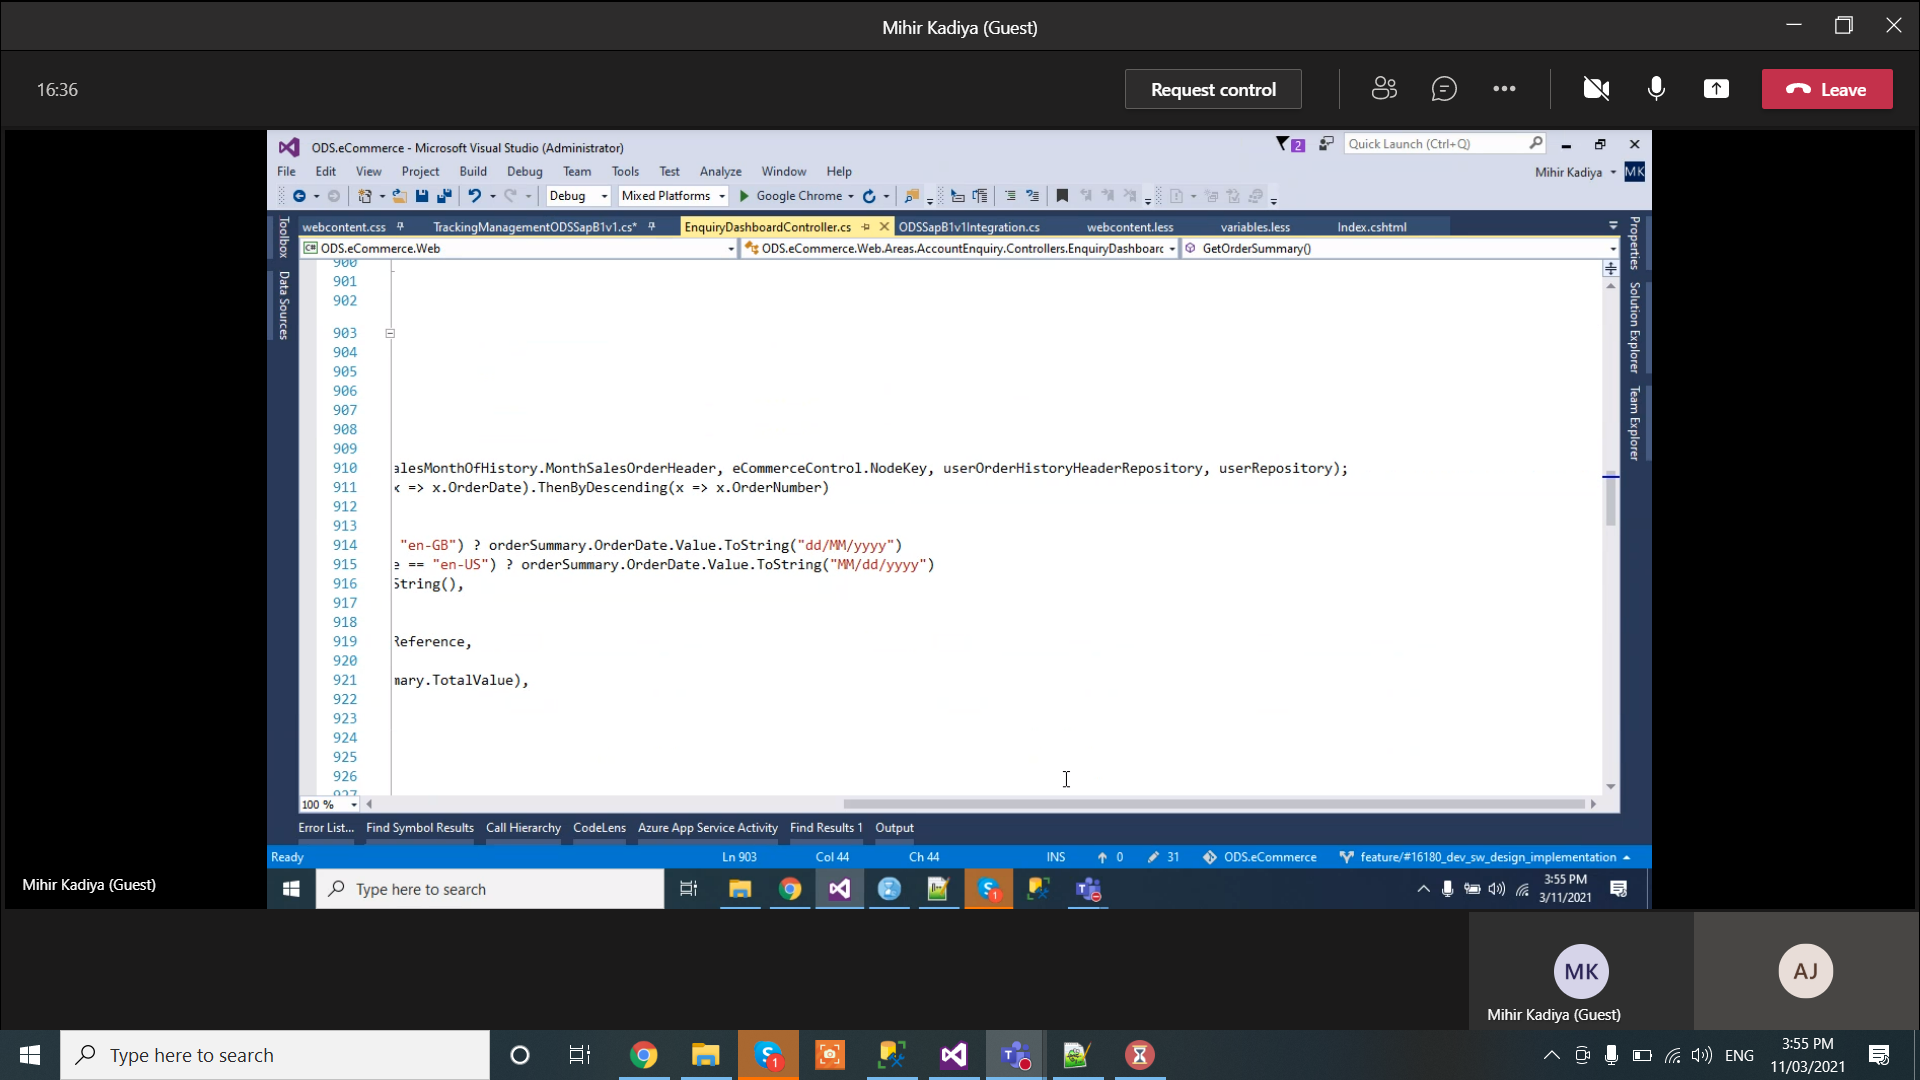 Mihir Kadiya (Guest)
16:36
Request control
Leave
ODS.eCommerce - Microsoft Visual Studio (Administrator)
2
Quick Launch (Ctrl+Q)
File Edit View Project Build Debug Team Tools Test Analyze Window Help
Mihir Kadiya MK
Debug Mixed Platforms Google Chrome
webcontent.css TrackingManagementODSSapB1v1.cs* EnquiryDashboardController.cs ODSSapB1v1Integration.cs webcontent.less variables.less Index.cshtml
ODS.eCommerce.Web ODS.eCommerce.Web.Areas.AccountEnquiry.Controllers.EnquiryDashboarc GetOrderSummary()
Toolbox
Data Sources
Properties
Solution Explorer
Team Explorer
900
901
902
903
904
905
906
907
908
909
910 alesMonthOfHistory.MonthSalesOrderHeader, eCommerceControl.NodeKey, userOrderHistoryHeaderRepository, userRepository);
911 x => x.OrderDate).ThenByDescending(x => x.OrderNumber)
912
913
914 "en-GB") ? orderSummary.OrderDate.Value.ToString("dd/MM/yyyy")
915 e == "en-US") ? orderSummary.OrderDate.Value.ToString("MM/dd/yyyy")
916 String(),
917
918
919 Reference,
920
921 mary.TotalValue),
922
923
924
925
926
927
100 %
Error List... Find Symbol Results Call Hierarchy CodeLens Azure App Service Activity Find Results 1 Output
Ready Ln 903 Col 44 Ch 44 INS 0 31 ODS.eCommerce feature/#16180_dev_sw_design_implementation
Mihir Kadiya (Guest)
Type here to search
3:55 PM
3/11/2021
MK
Mihir Kadiya (Guest)
AJ
Type here to search
1
ENG
3:55 PM
11/03/2021